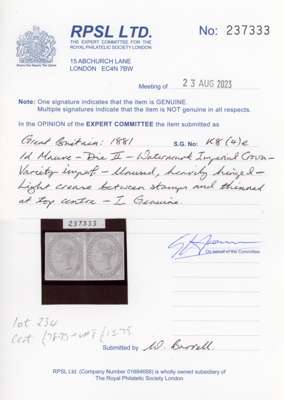 RPSL LTD.
THE EXPERT COMMITTEE FOR THE
ROYAL PHILATELIC SOCIETY LONDON
No: 237333
15 ABCHURCH LANE
LONDON EC4N 7BW
Meeting of 23 AUG 2023
Note: One signature indicates that the item is GENUINE.
Multiple signatures indicate that the item is NOT genuine in all respects.
In the OPINION of the EXPERT COMMITTEE the item submitted as
Great Britain: 1881 S.G. No: K8(4)e
1d Mauve – Die II – Watermark Imperial Crown –
Variety imperf – Unused, heavily hinged –
Light crease between stamps and thinned
at top centre – I Genuine.
237333
On behalf of the Committee
lot 234
Cert
Submitted by
RPSL LTD. (Company Number 01694656) is wholly owned subsidiary of
The Royal Philatelic Society London